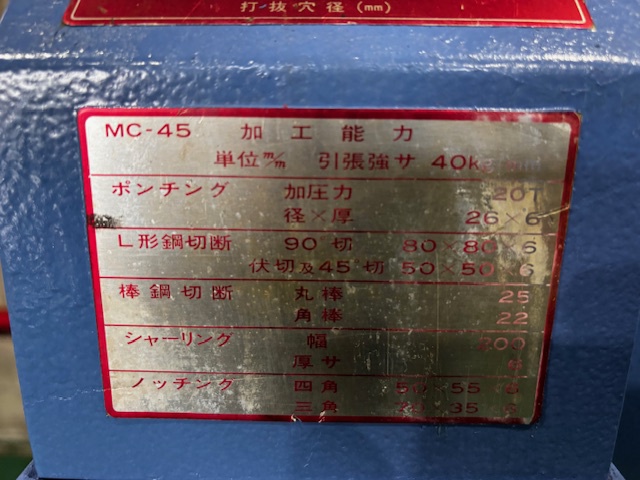 打抜穴径(mm)
MC-45 加工能力
単位 m/m 引張強サ 40kg
ポンチング 加圧力 20T
径×厚 26×6
L形鋼切断 90°切 80×80×6
伏切及45°切 50×50×6
棒鋼切断 丸棒 25
角棒 22
シャーリング 幅 200
厚サ
ノッチング 四角 50×55
三角 35